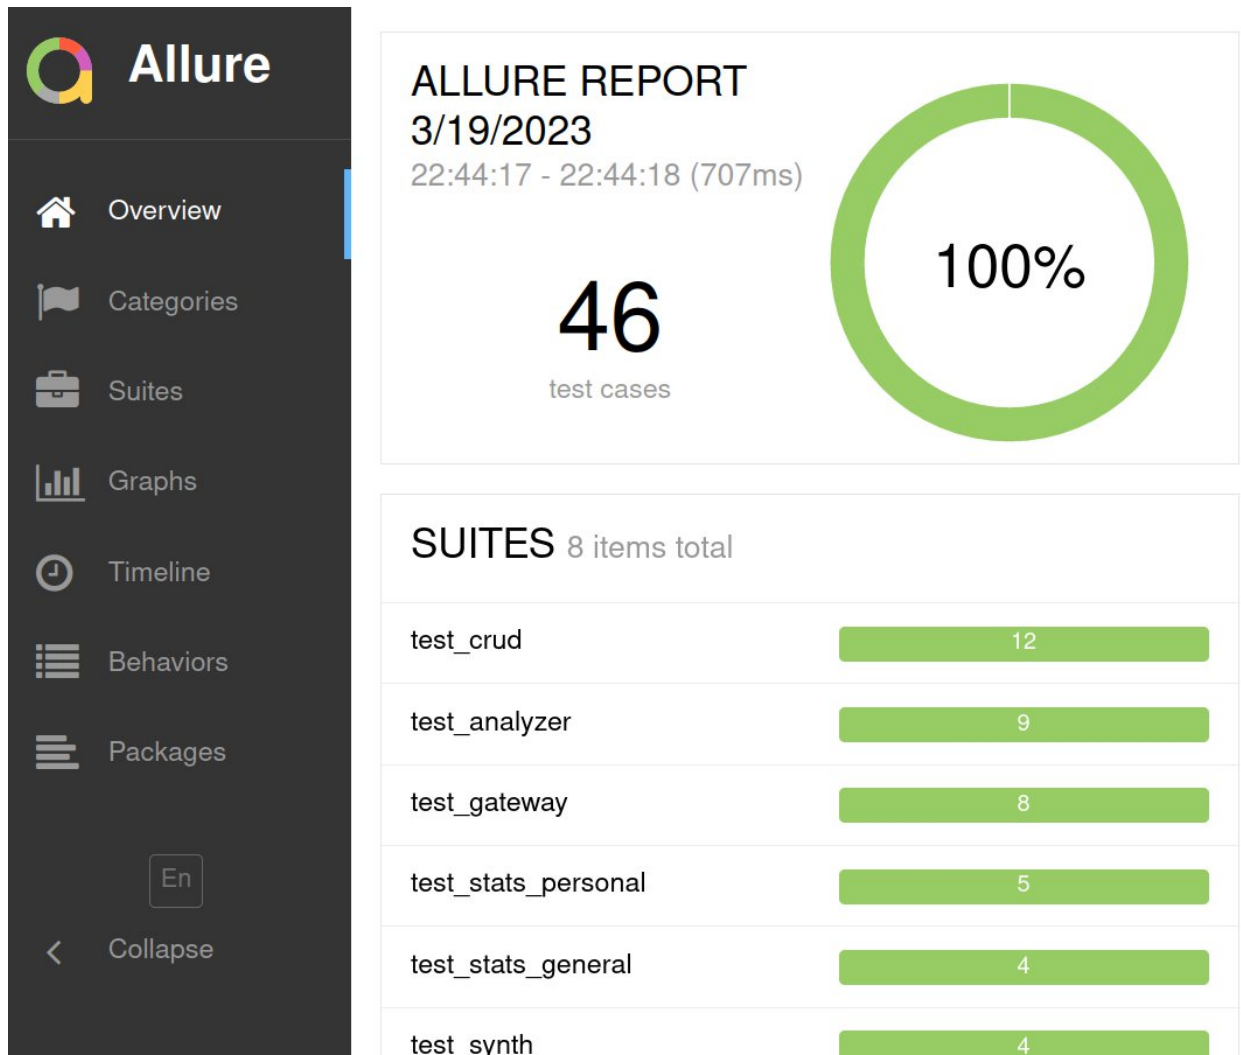 Allure
Overview
Categories
Suites
Graphs
Timeline
Behaviors
Packages
En
Collapse
ALLURE REPORT
3/19/2023
22:44:17 - 22:44:18 (707ms)
46
test cases
100%
SUITES 8 items total
test_crud 12
test_analyzer 9
test_gateway 8
test_stats_personal 5
test_stats_general 4
test_synth 4